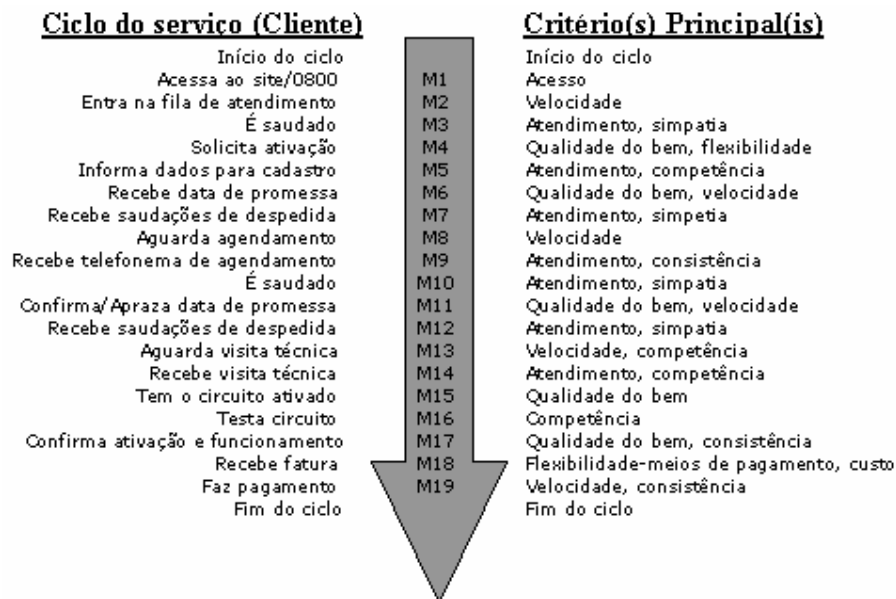 Ciclo do serviço (Cliente) Critério(s) Principal(is)
Início do ciclo Início do ciclo
Acessa ao site/0800 M1 Acesso
Entra na fila de atendimento M2 Velocidade
É saudado M3 Atendimento, simpatia
Solicita ativação M4 Qualidade do bem, flexibilidade
Informa dados para cadastro M5 Atendimento, competência
Recebe data de promessa M6 Qualidade do bem, velocidade
Recebe saudações de despedida M7 Atendimento, simpetia
Aguarda agendamento M8 Velocidade
Recebe telefonema de agendamento M9 Atendimento, consistência
É saudado M10 Atendimento, simpatia
Confirma/Apraza data de promessa M11 Qualidade do bem, velocidade
Recebe saudações de despedida M12 Atendimento, simpatia
Aguarda visita técnica M13 Velocidade, competência
Recebe visita técnica M14 Atendimento, competência
Tem o circuito ativado M15 Qualidade do bem
Testa circuito M16 Competência
Confirma ativação e funcionamento M17 Qualidade do bem, consistência
Recebe fatura M18 Flexibilidade-meios de pagamento, custo
Faz pagamento M19 Velocidade, consistência
Fim do ciclo Fim do ciclo